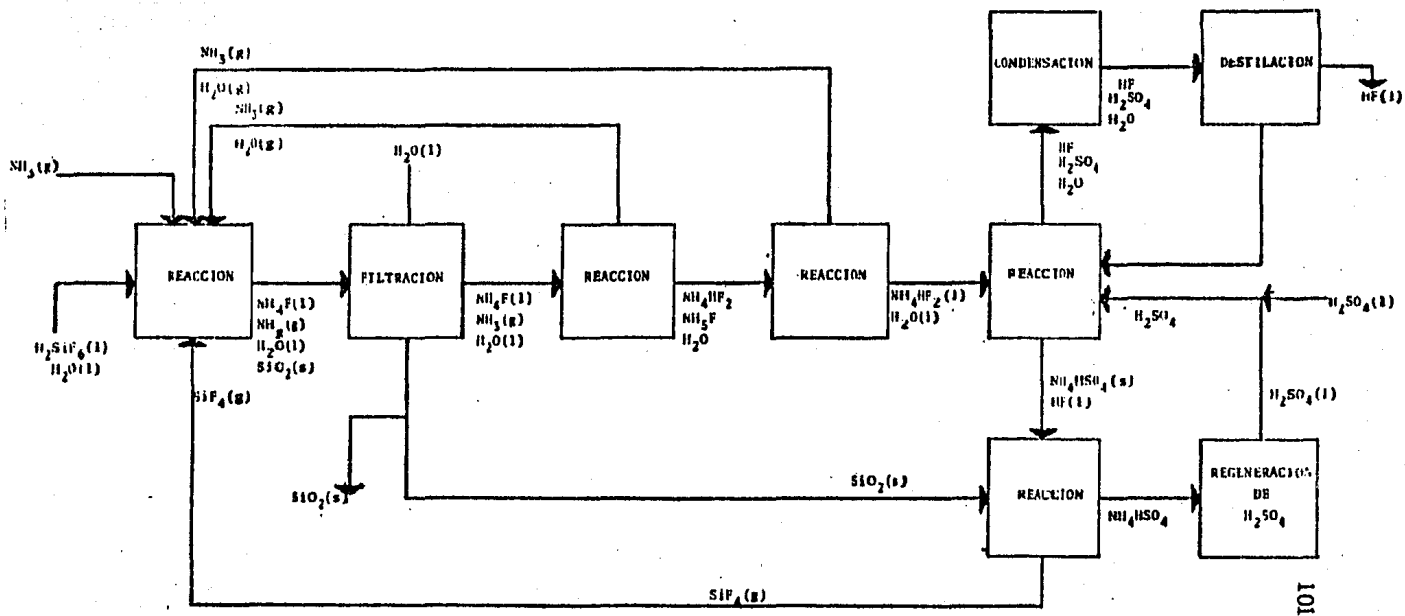 NH3(g)
H2O(g)
NH3(g)
H2O(g)
NH3(g)
H2O(l)
CONDENSACION
HF
H2SO4
H2O
DESTILACION
HF(l)
HF
H2SO4
H2O
REACCION
FILTRACION
REACCION
REACCION
REACCION
H2SiF6(l)
H2O(l)
NH4F(l)
NH8(g)
H2O(l)
SiO2(s)
NH4F(l)
NH3(g)
H2O(l)
NH4HF2
NH5F
H2O
NH4HF2(l)
H2O(l)
H2SO4
H2SO4(l)
SiF4(g)
NH4HSO4(s)
HF(l)
H2SO4(l)
SiO2(s)
SiO2(s)
REACCION
NH4HSO4
REGENERACION
DE
H2SO4
SiF4(g)
101